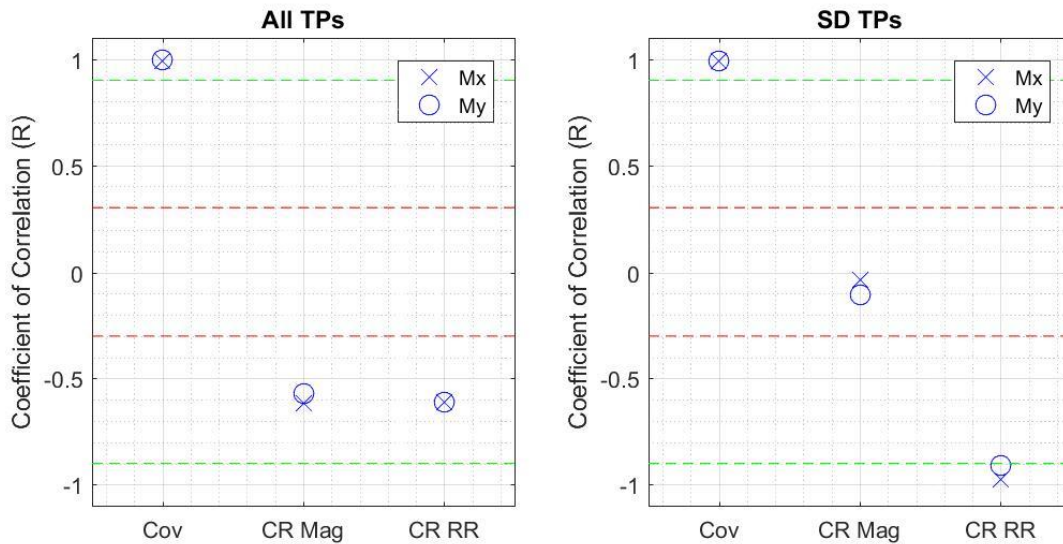 All TPs
Coefficient of Correlation (R)
1
0.5
0
-0.5
-1
Cov
CR Mag
CR RR
Mx
My
SD TPs
Coefficient of Correlation (R)
1
0.5
0
-0.5
-1
Cov
CR Mag
CR RR
Mx
My